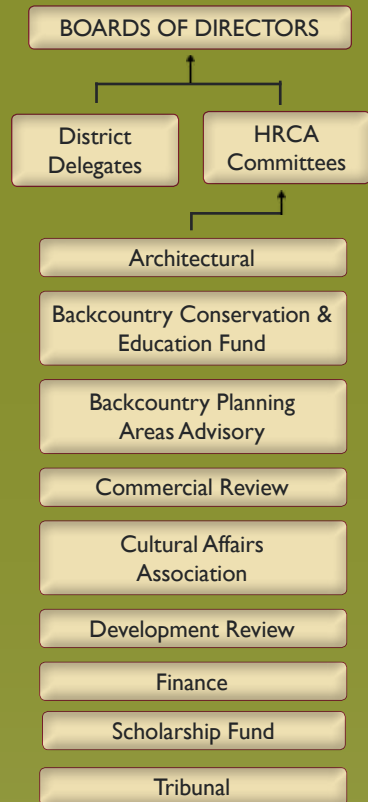 BOARDS OF DIRECTORS
District
Delegates
HRCA
Committees
Architectural
Backcountry Conservation &
Education Fund
Backcountry Planning
Areas Advisory
Commercial Review
Cultural Affairs
Association
Development Review
Finance
Scholarship Fund
Tribunal